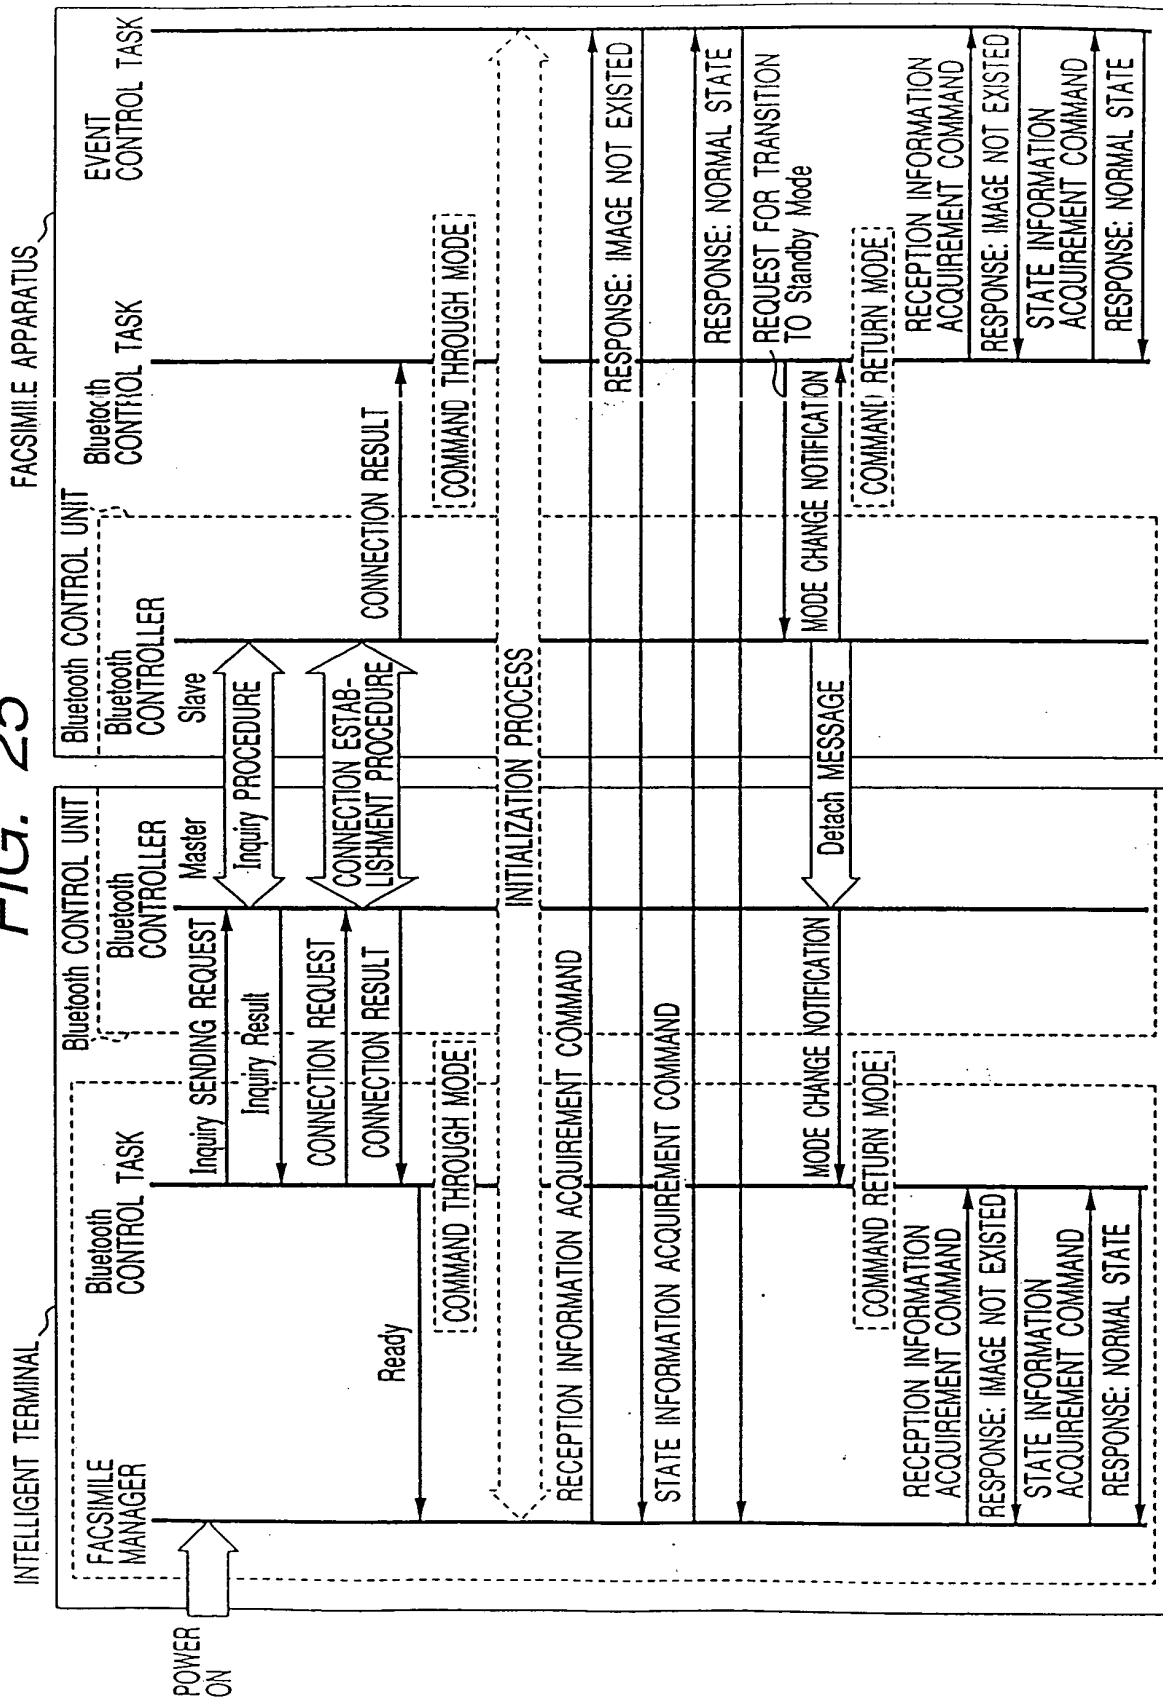 FIG. 25
INTELLIGENT TERMINAL
FACSIMILE APPARATUS
Bluetooth CONTROL UNIT
Bluetooth CONTROL UNIT
FACSIMILE
MANAGER
Bluetooth
CONTROL TASK
Bluetooth
CONTROLLER
Bluetooth
CONTROLLER
Bluetooth
CONTROL TASK
EVENT
CONTROL TASK
POWER
ON
Master
Slave
Inquiry SENDING REQUEST
Inquiry PROCEDURE
Inquiry Result
CONNECTION REQUEST
CONNECTION ESTAB-
LISHMENT PROCEDURE
CONNECTION RESULT
CONNECTION RESULT
Ready
COMMAND THROUGH MODE
COMMAND THROUGH MODE
INITIALIZATION PROCESS
RECEPTION INFORMATION ACQUIREMENT COMMAND
RESPONSE: IMAGE NOT EXISTED
STATE INFORMATION ACQUIREMENT COMMAND
RESPONSE: NORMAL STATE
REQUEST FOR TRANSITION
TO Standby Mode
MODE CHANGE NOTIFICATION
Detach MESSAGE
MODE CHANGE NOTIFICATION
COMMAND RETURN MODE
COMMAND RETURN MODE
RECEPTION INFORMATION
ACQUIREMENT COMMAND
RESPONSE: IMAGE NOT EXISTED
STATE INFORMATION
ACQUIREMENT COMMAND
RESPONSE: NORMAL STATE
RECEPTION INFORMATION
ACQUIREMENT COMMAND
RESPONSE: IMAGE NOT EXISTED
STATE INFORMATION
ACQUIREMENT COMMAND
RESPONSE: NORMAL STATE